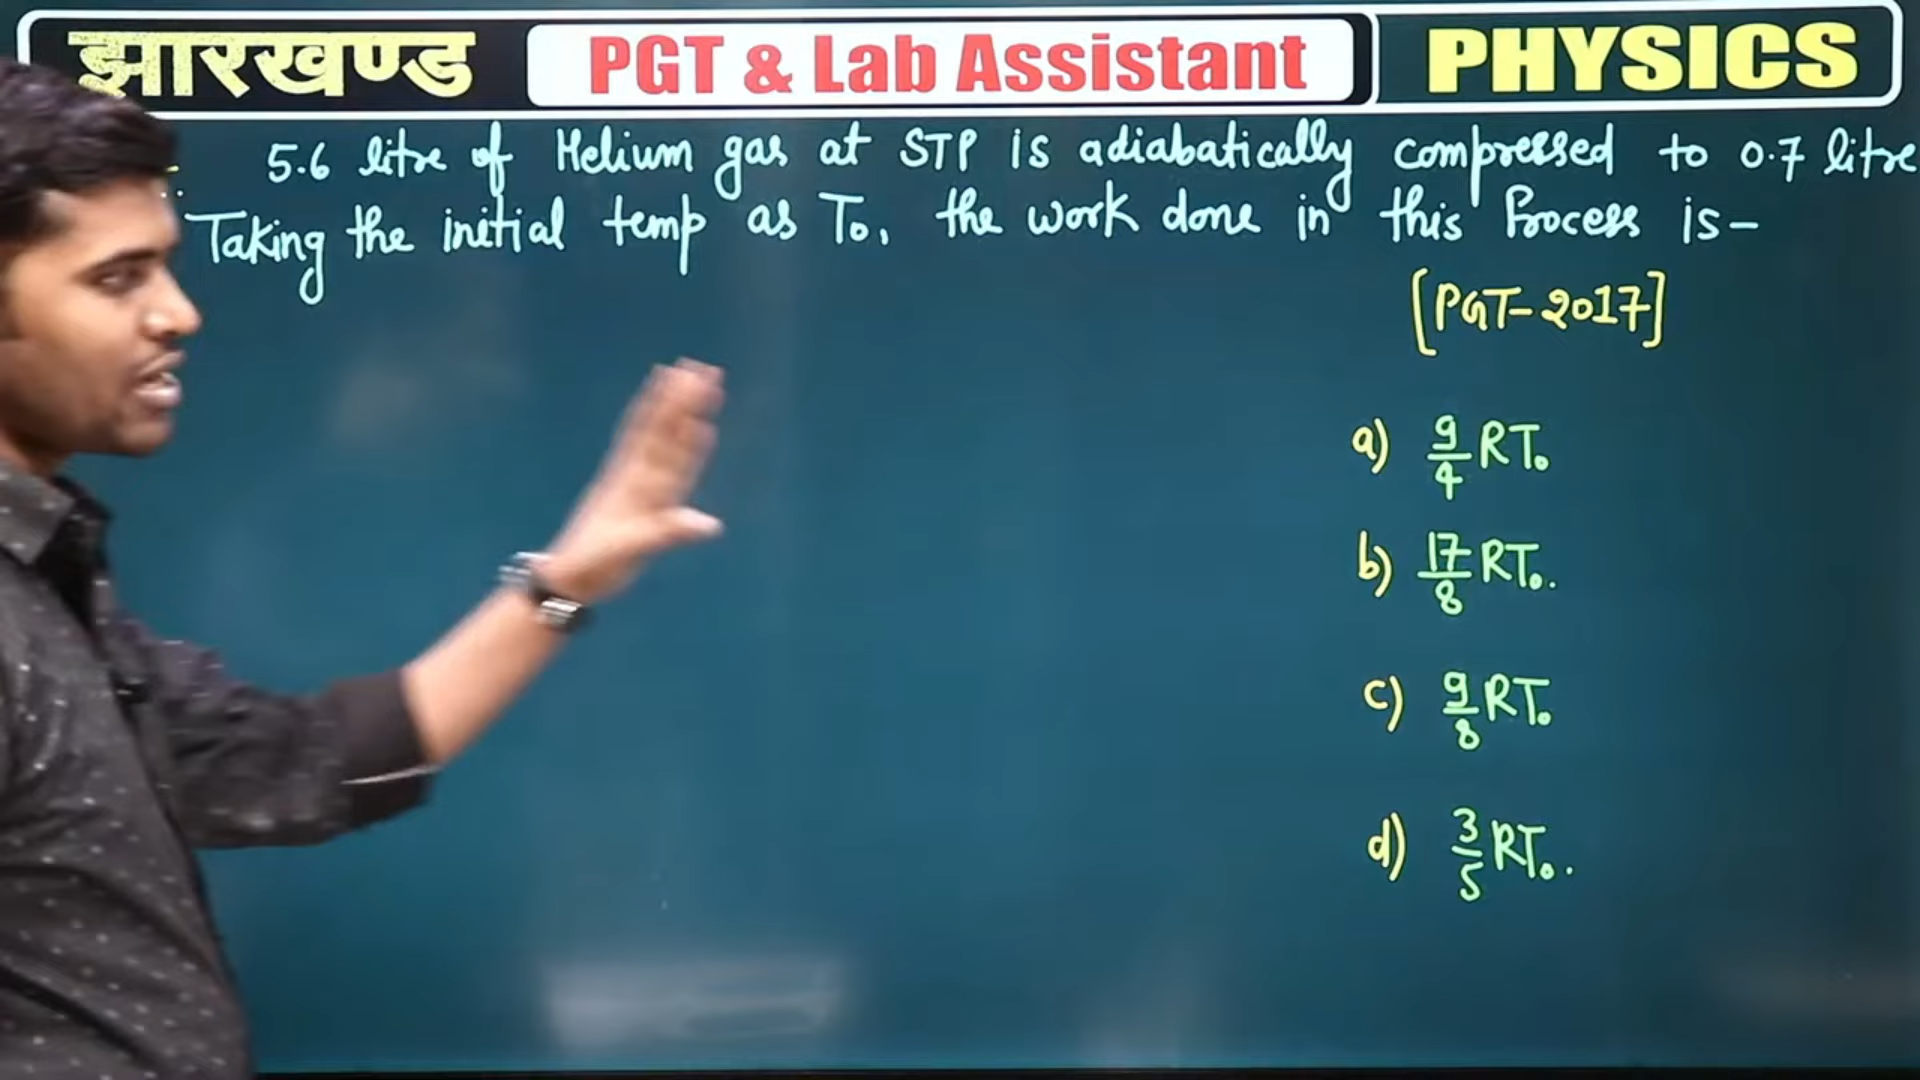 झारखण्ड PGT & Lab Assistant PHYSICS
5.6 litre of Helium gas at STP is adiabatically compressed to 0.7 litre
Taking the initial temp as T₀, the work done in this Process is-
[PGT-2017]
a) 9/4 RT₀
b) 17/8 RT₀.
c) 9/8 RT₀
d) 3/5 RT₀.